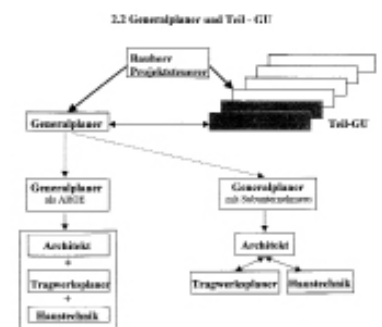 2.2 Generalplaner und Teil - GU
Bauherr
Projektsteuerer
Generalplaner
Teil-GU
Generalplaner
als ARGE
Generalplaner
mit Subunternehmern
Architekt
+
Tragwerksplaner
+
Haustechnik
Architekt
Tragwerksplaner
Haustechnik